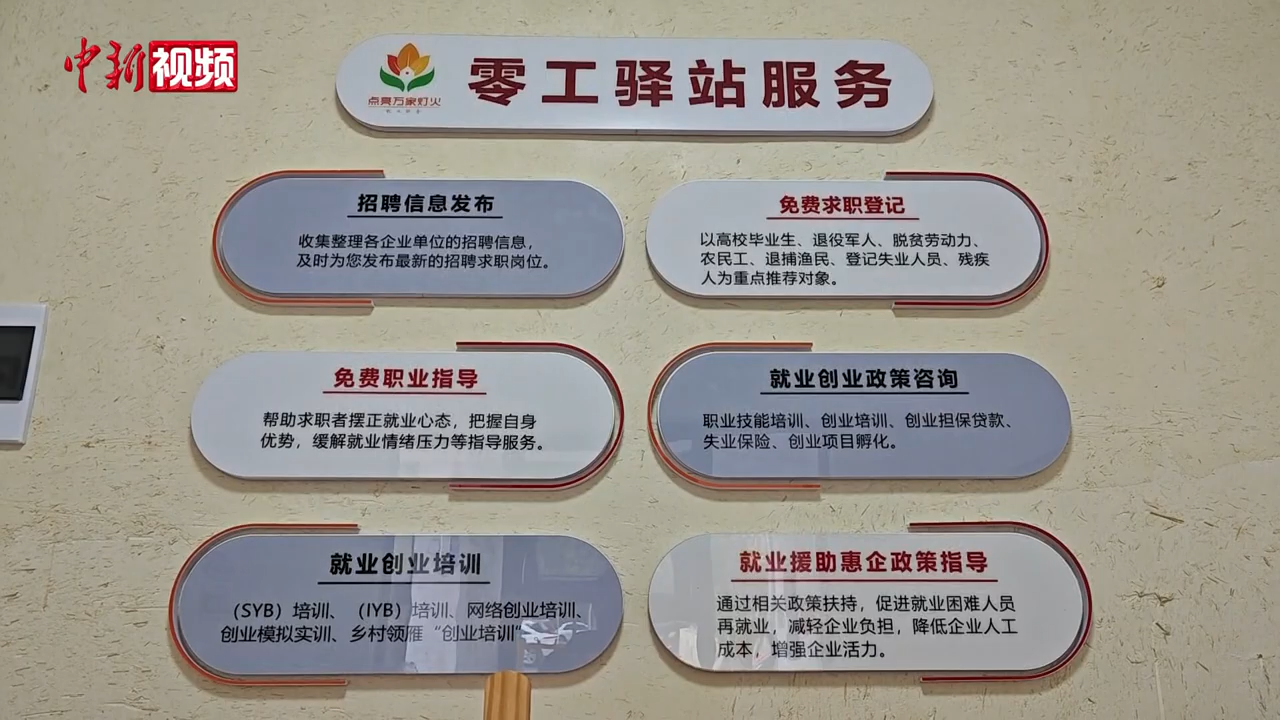 中新视频
点亮万家灯火
零工驿站服务
招聘信息发布
收集整理各企业单位的招聘信息，
及时为您发布最新的招聘求职岗位。
免费求职登记
以高校毕业生、退役军人、脱贫劳动力、
农民工、退捕渔民、登记失业人员、残疾
人为重点推荐对象。
免费职业指导
帮助求职者摆正就业心态，把握自身
优势，缓解就业情绪压力等指导服务。
就业创业政策咨询
职业技能培训、创业培训、创业担保贷款、
失业保险、创业项目孵化。
就业创业培训
（SYB）培训、（IYB）培训、网络创业培训、
创业模拟实训、乡村领雁“创业培训”
就业援助惠企政策指导
通过相关政策扶持，促进就业困难人员
再就业，减轻企业负担，降低企业人工
成本，增强企业活力。